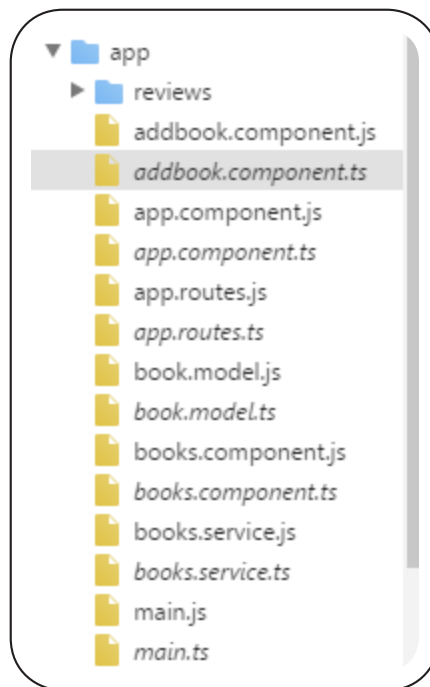 app
reviews
addbook.component.js
addbook.component.ts
app.component.js
app.component.ts
app.routes.js
app.routes.ts
book.model.js
book.model.ts
books.component.js
books.component.ts
books.service.js
books.service.ts
main.js
main.ts